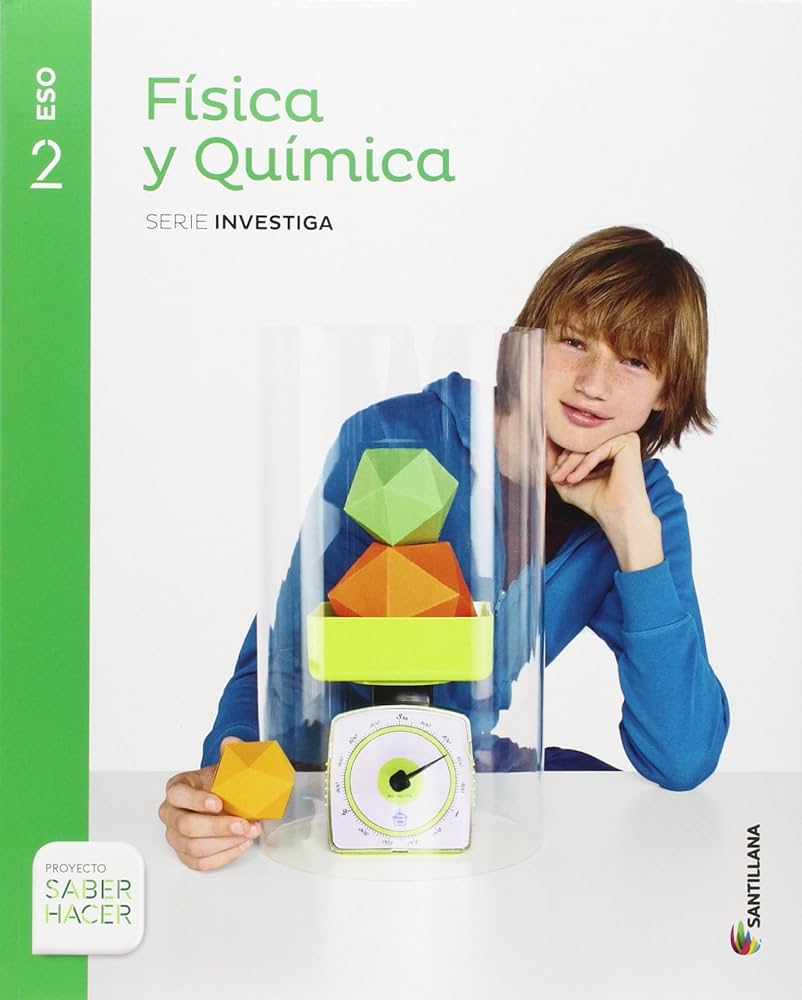 ESO
2
Física
y Química
SERIE INVESTIGA
PROYECTO
SABER
HACER
SANTILLANA